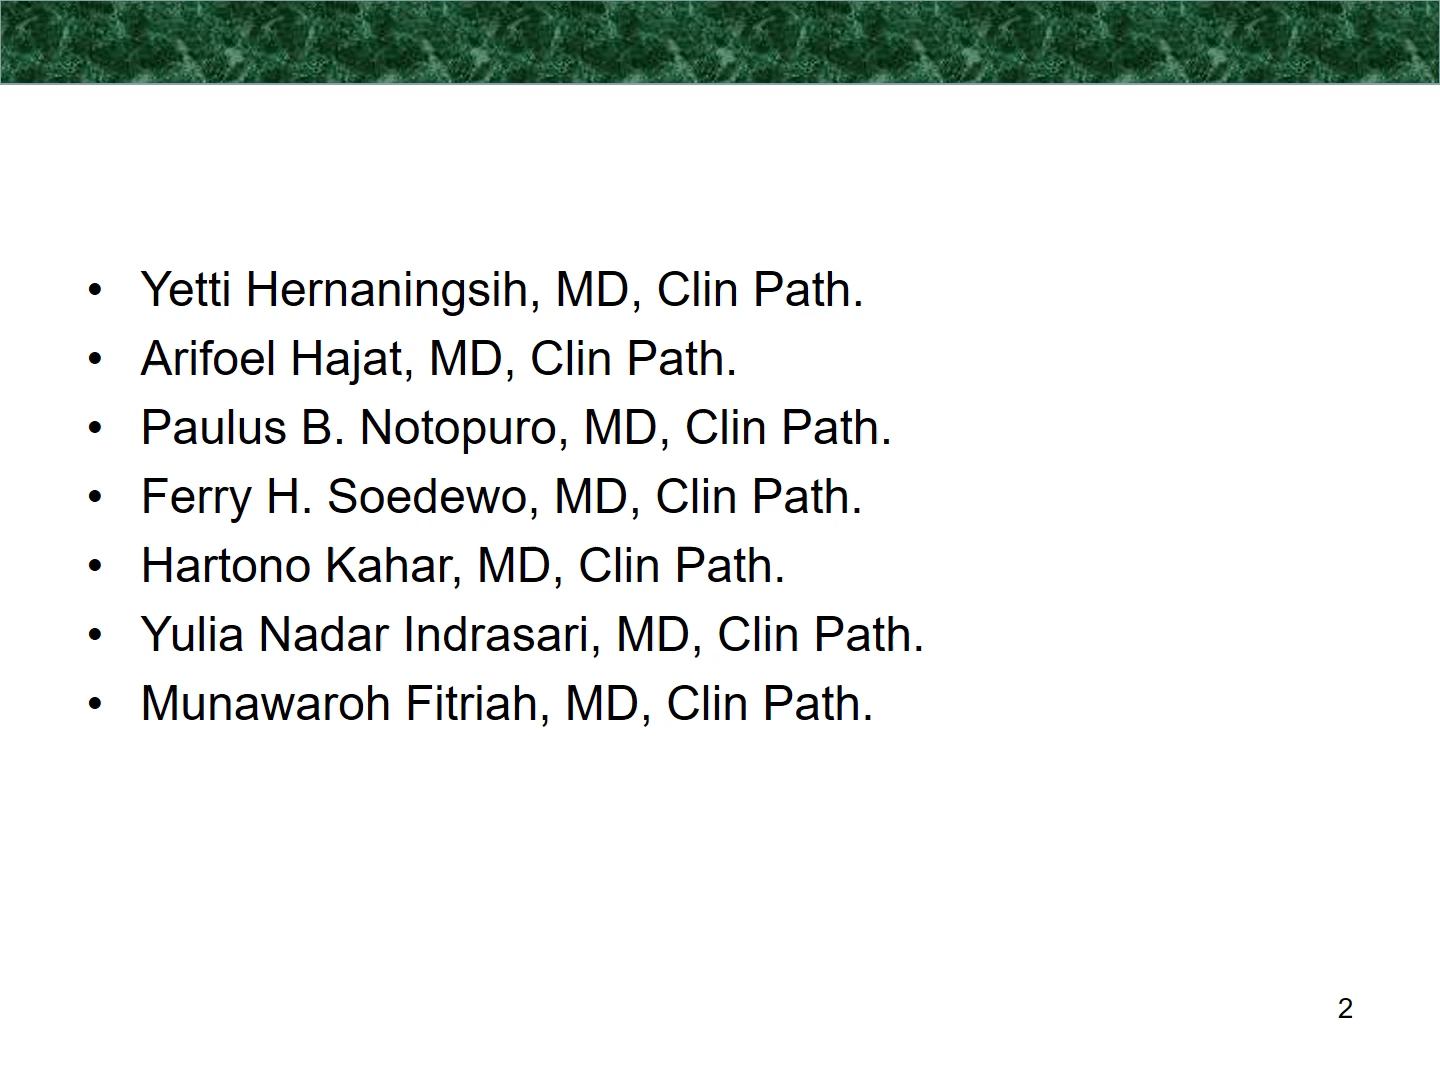 • Yetti Hernaningsih, MD, Clin Path.
• Arifoel Hajat, MD, Clin Path.
• Paulus B. Notopuro, MD, Clin Path.
• Ferry H. Soedewo, MD, Clin Path.
• Hartono Kahar, MD, Clin Path.
• Yulia Nadar Indrasari, MD, Clin Path.
• Munawaroh Fitriah, MD, Clin Path.
2